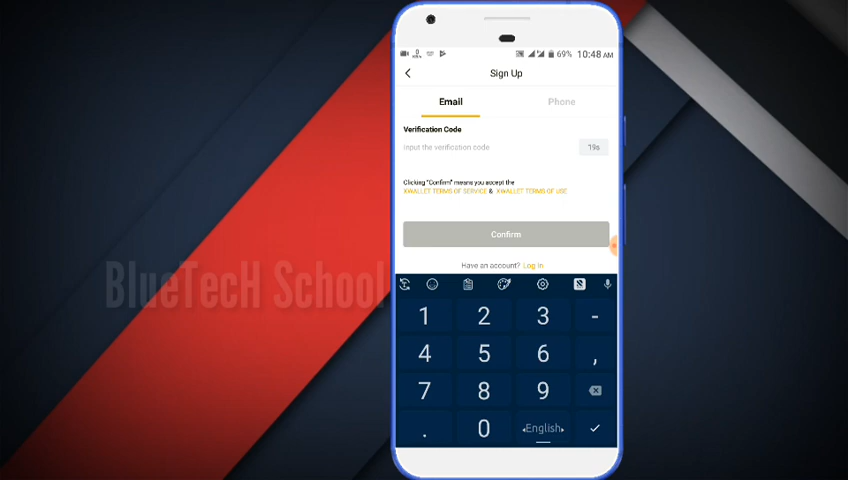 69% 10:48 AM
Sign Up
Email Phone
Verification Code
Input the verification code 19s
Clicking "Confirm" means you accept the
XWALLET TERMS OF SERVICE & XWALLET TERMS OF USE
Confirm
Have an account? Log In
BlueTecH School
1 2 3 -
4 5 6 ,
7 8 9
. 0 English